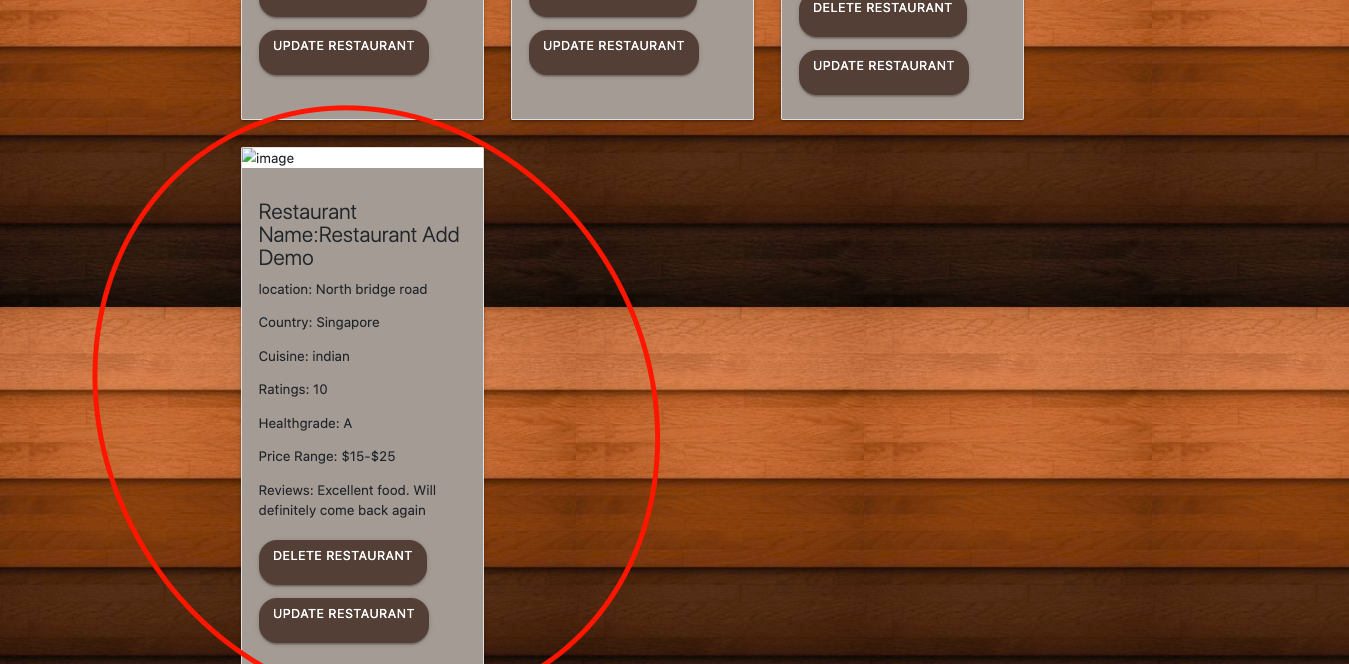 DELETE RESTAURANT
UPDATE RESTAURANT
UPDATE RESTAURANT
UPDATE RESTAURANT
image
Restaurant
Name:Restaurant Add
Demo
location: North bridge road
Country: Singapore
Cuisine: indian
Ratings: 10
Healthgrade: A
Price Range: $15-$25
Reviews: Excellent food. Will
definitely come back again
DELETE RESTAURANT
UPDATE RESTAURANT